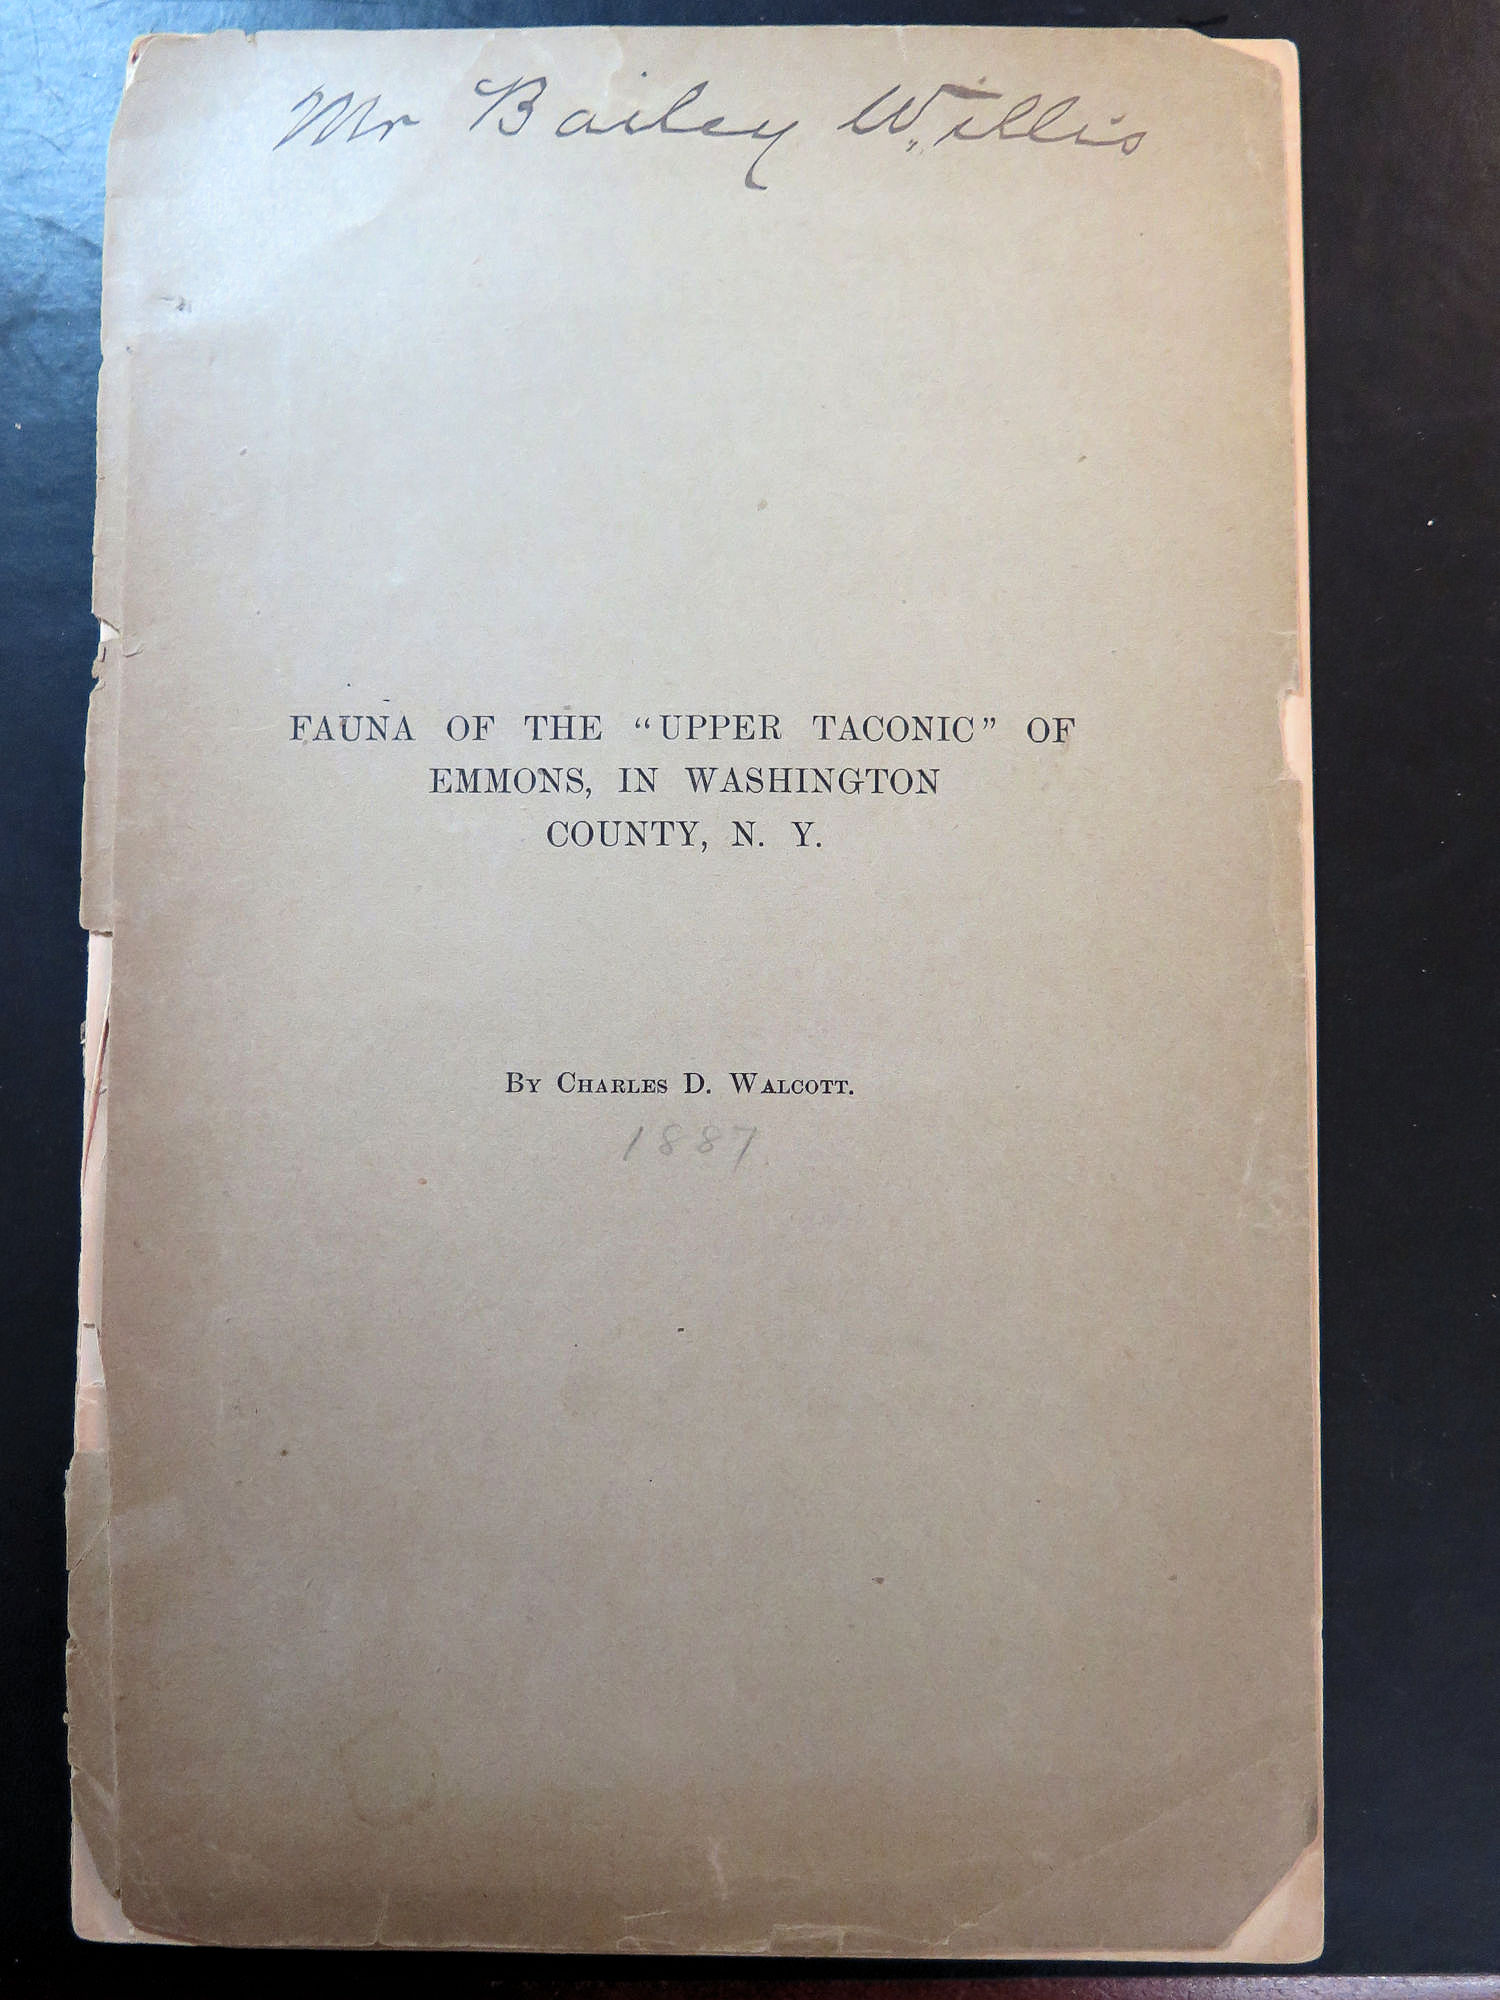 Mr Bailey Willis
FAUNA OF THE "UPPER TACONIC" OF
EMMONS, IN WASHINGTON
COUNTY, N. Y.
BY CHARLES D. WALCOTT.
1887